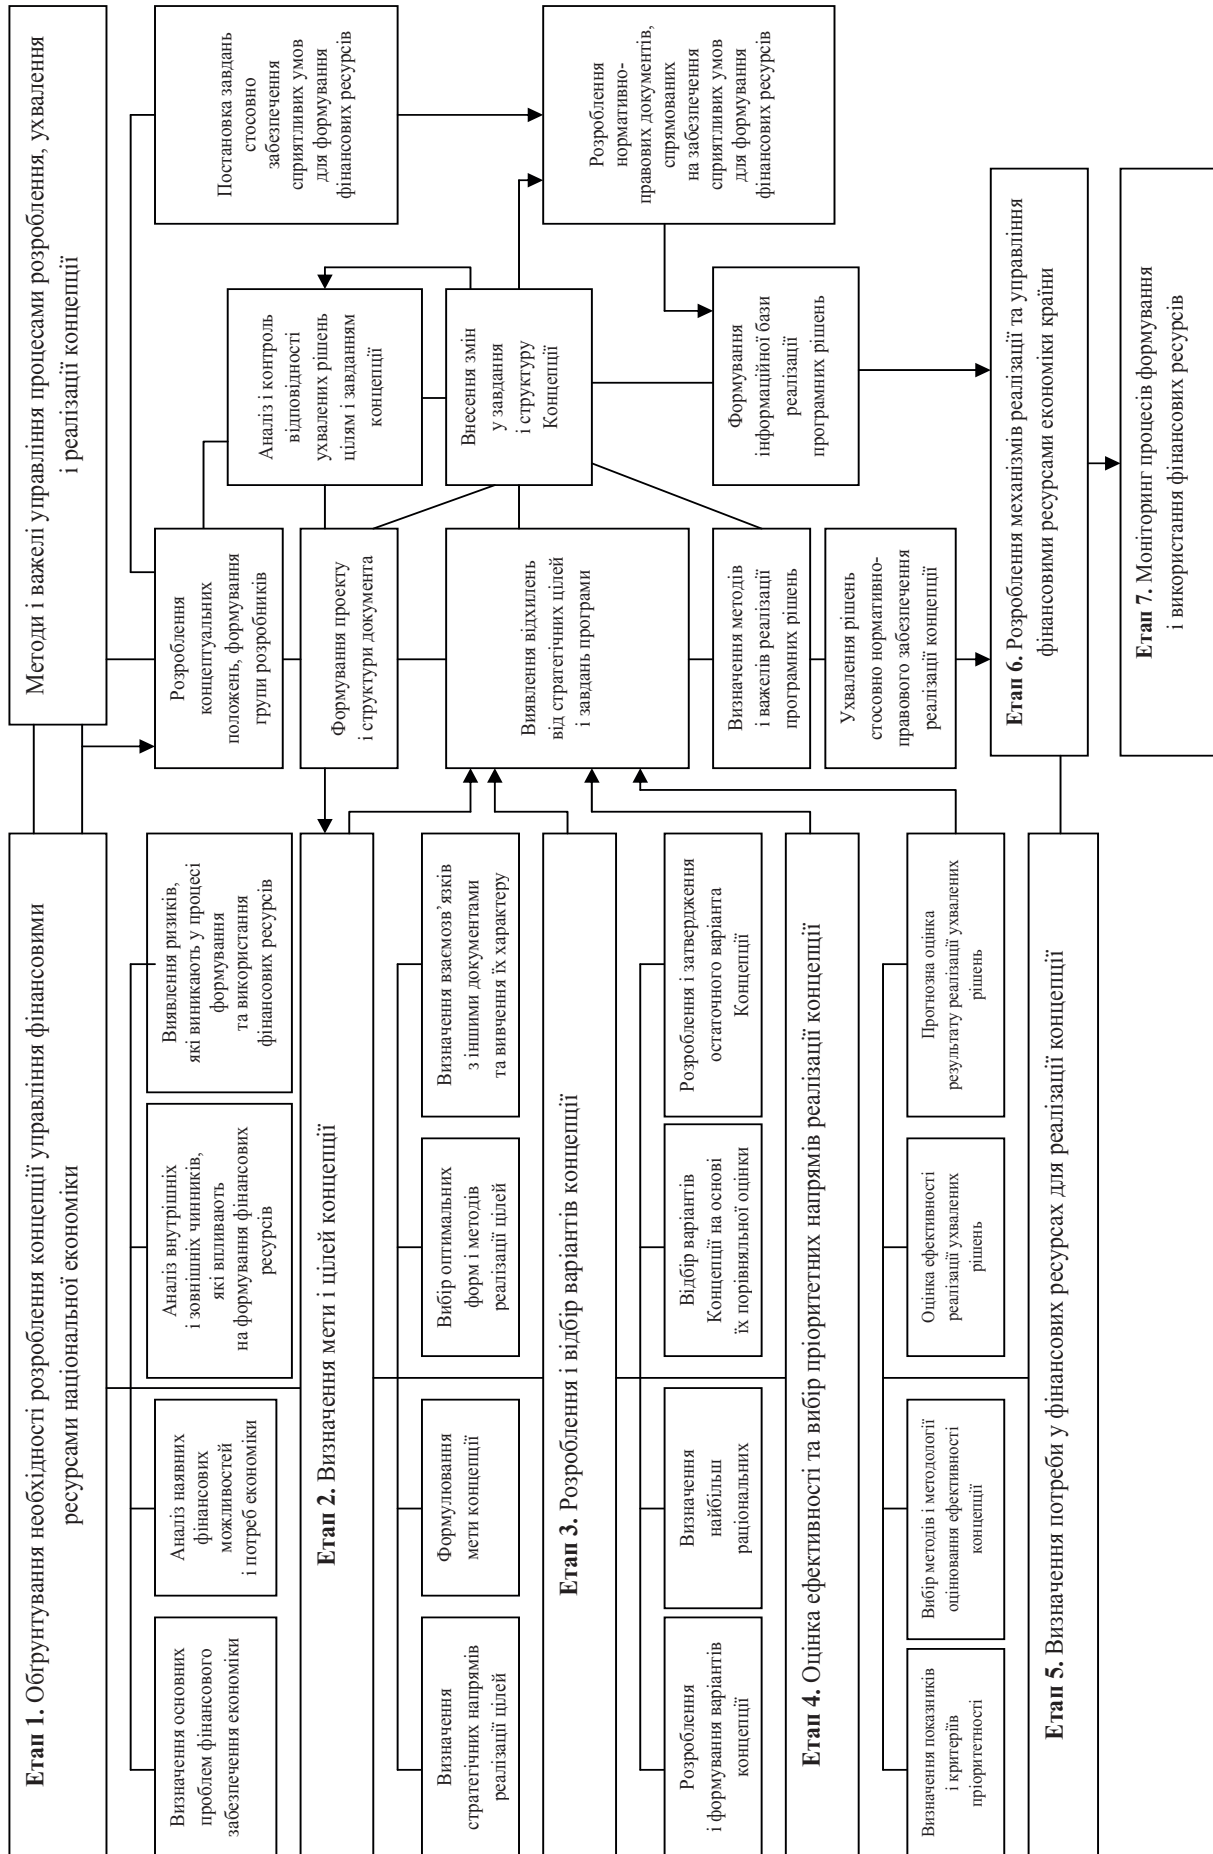 Етап 1. Обґрунтування необхідності розроблення концепції управління фінансовими
ресурсами національної економіки
Методи і важелі управління процесами розроблення, ухвалення
і реалізації концепції
Визначення основних
проблем фінансового
забезпечення економіки
Аналіз наявних
фінансових
можливостей
і потреб економіки
Аналіз внутрішніх
і зовнішніх чинників,
які впливають
на формування фінансових
ресурсів
Виявлення ризиків,
які виникають у процесі
формування
та використання
фінансових ресурсів
Розроблення
концептуальних
положень, формування
групи розробників
Постановка завдань
стосовно
забезпечення
сприятливих умов
для формування
фінансових ресурсів
Аналіз і контроль
відповідності
ухвалених рішень
цілям і завданням
концепції
Етап 2. Визначення мети і цілей концепції
Формування проекту
і структури документа
Визначення
стратегічних напрямів
реалізації цілей
Формулювання
мети концепції
Вибір оптимальних
форм і методів
реалізації цілей
Визначення взаємозв’язків
з іншими документами
та вивчення їх характеру
Виявлення відхилень
від стратегічних цілей
і завдань програми
Внесення змін
у завдання
і структуру
Концепції
Розроблення
нормативно-
правових документів,
спрямованих
на забезпечення
сприятливих умов
для формування
фінансових ресурсів
Етап 3. Розроблення і відбір варіантів концепції
Розроблення
і формування варіантів
концепції
Визначення
найбільш
раціональних
Відбір варіантів
Концепції на основі
їх порівняльної оцінки
Розроблення і затвердження
остаточного варіанта
Концепції
Визначення методів
і важелів реалізації
програмних рішень
Формування
інформаційної бази
реалізації
програмних рішень
Етап 4. Оцінка ефективності та вибір пріоритетних напрямів реалізації концепції
Ухвалення рішень
стосовно нормативно-
правового забезпечення
реалізації концепції
Визначення показників
і критеріїв
пріоритетності
Вибір методів і методології
оцінювання ефективності
концепції
Оцінка ефективності
реалізації ухвалених
рішень
Прогнозна оцінка
результату реалізації ухвалених
рішень
Етап 5. Визначення потреби у фінансових ресурсах для реалізації концепції
Етап 6. Розроблення механізмів реалізації та управління
фінансовими ресурсами економіки країни
Етап 7. Моніторинг процесів формування
і використання фінансових ресурсів